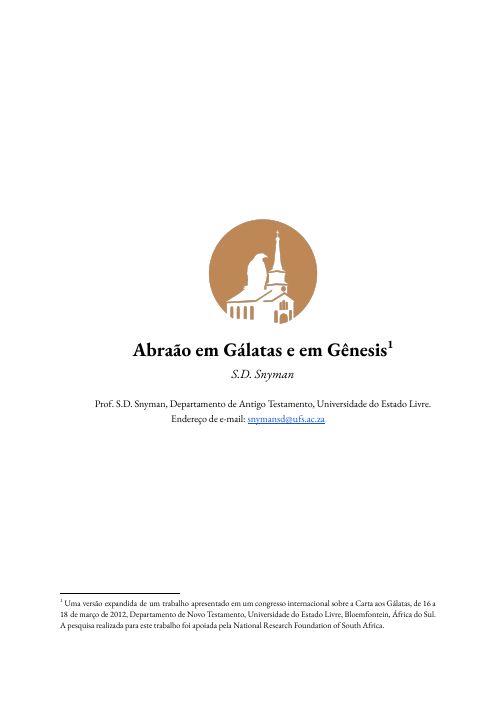 Abraão em Gálatas e em Gênesis¹
S.D. Snyman
Prof. S.D. Snyman, Departamento de Antigo Testamento, Universidade do Estado Livre.
Endereço de e-mail: snymansd@ufs.ac.za
¹ Uma versão expandida de um trabalho apresentado em um congresso internacional sobre a Carta aos Gálatas, de 16 a
18 de março de 2012, Departamento de Novo Testamento, Universidade do Estado Livre, Bloemfontein, África do Sul.
A pesquisa realizada para este trabalho foi apoiada pela National Research Foundation of South Africa.